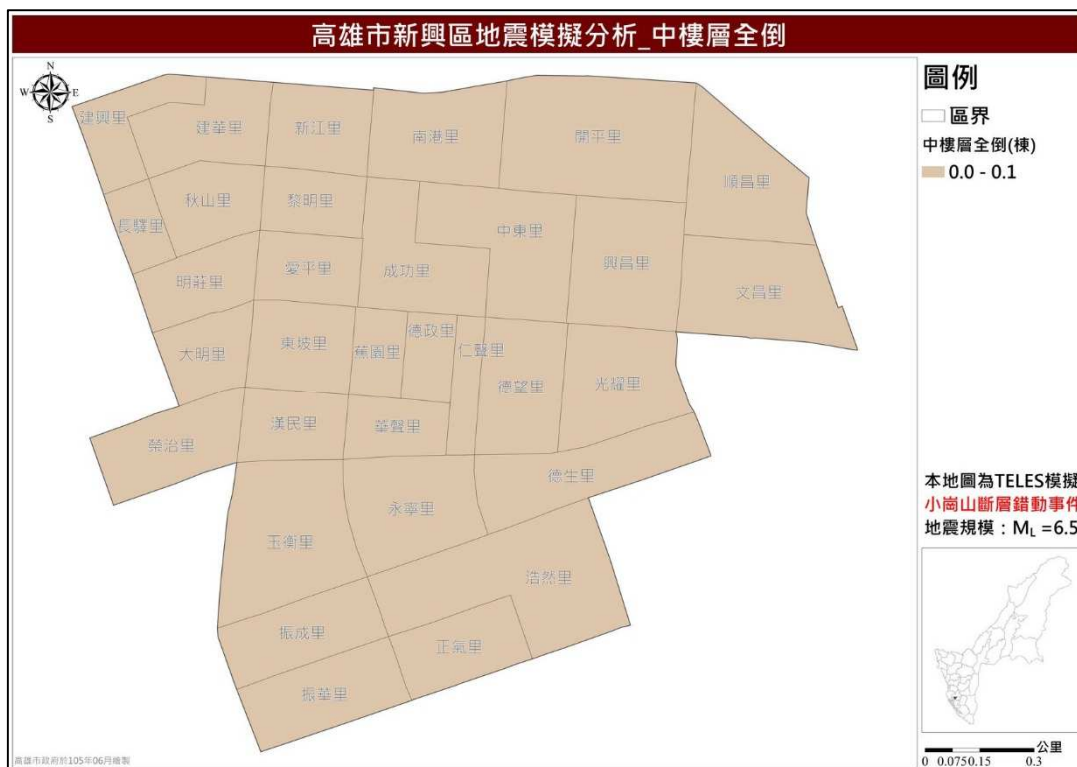 高雄市新興區地震模擬分析_中樓層全倒
N
W E
S
圖例
區界
中樓層全倒(棟)
0.0 - 0.1
建興里
建華里
新江里
南港里
開平里
順昌里
秋山里
黎明里
長驛里
中東里
明莊里
愛平里
成功里
興昌里
文昌里
大明里
東坡里
蕉園里
德政里
仁聲里
德望里
光耀里
榮治里
漢民里
華聲里
德生里
永寧里
玉衡里
浩然里
振成里
正氣里
振華里
本地圖為TELES模擬
小崗山斷層錯動事件
地震規模：ML =6.5
公里
0 0.075 0.15 0.3
高雄市政府於105年06月繪製